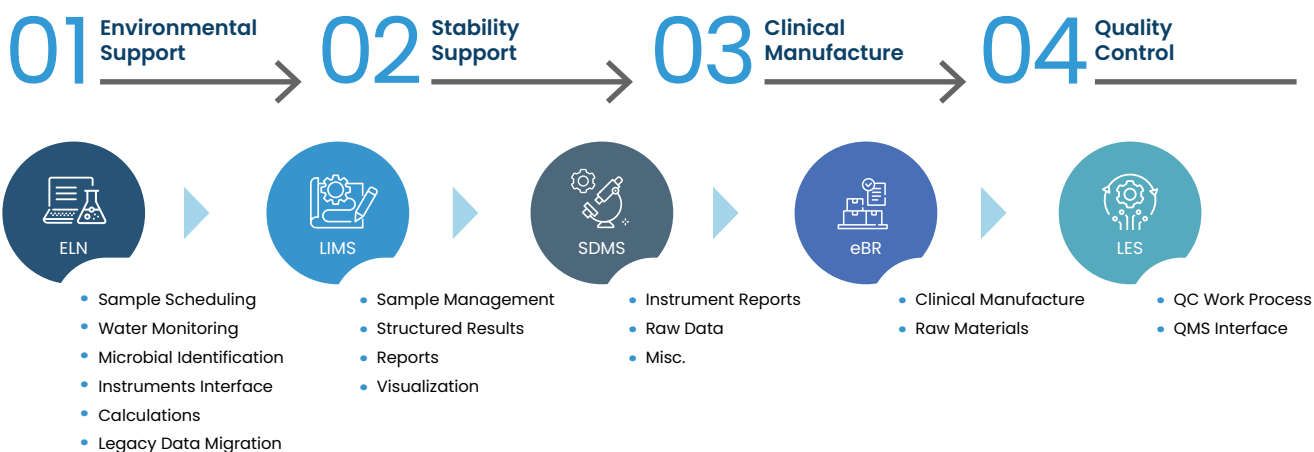 01 Environmental
Support
02 Stability
Support
03 Clinical
Manufacture
04 Quality
Control
ELN
LIMS
SDMS
eBR
LES
• Sample Scheduling
• Water Monitoring
• Microbial Identification
• Instruments Interface
• Calculations
• Legacy Data Migration
• Sample Management
• Structured Results
• Reports
• Visualization
• Instrument Reports
• Raw Data
• Misc.
• Clinical Manufacture
• Raw Materials
• QC Work Process
• QMS Interface